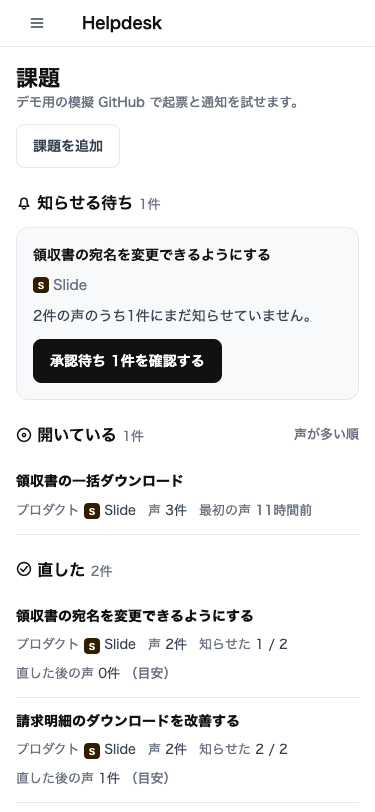 Helpdesk
課題
デモ用の模擬 GitHub で起票と通知を試せます。
課題を追加
知らせる待ち 1件
領収書の宛名を変更できるようにする
S Slide
2件の声のうち1件にまだ知らせていません。
承認待ち 1件を確認する
開いている 1件 声が多い順
領収書の一括ダウンロード
プロダクト S Slide 声 3件 最初の声 11時間前
直した 2件
領収書の宛名を変更できるようにする
プロダクト S Slide 声 2件 知らせた 1 / 2
直した後の声 0件 （目安）
請求明細のダウンロードを改善する
プロダクト S Slide 声 2件 知らせた 2 / 2
直した後の声 1件 （目安）